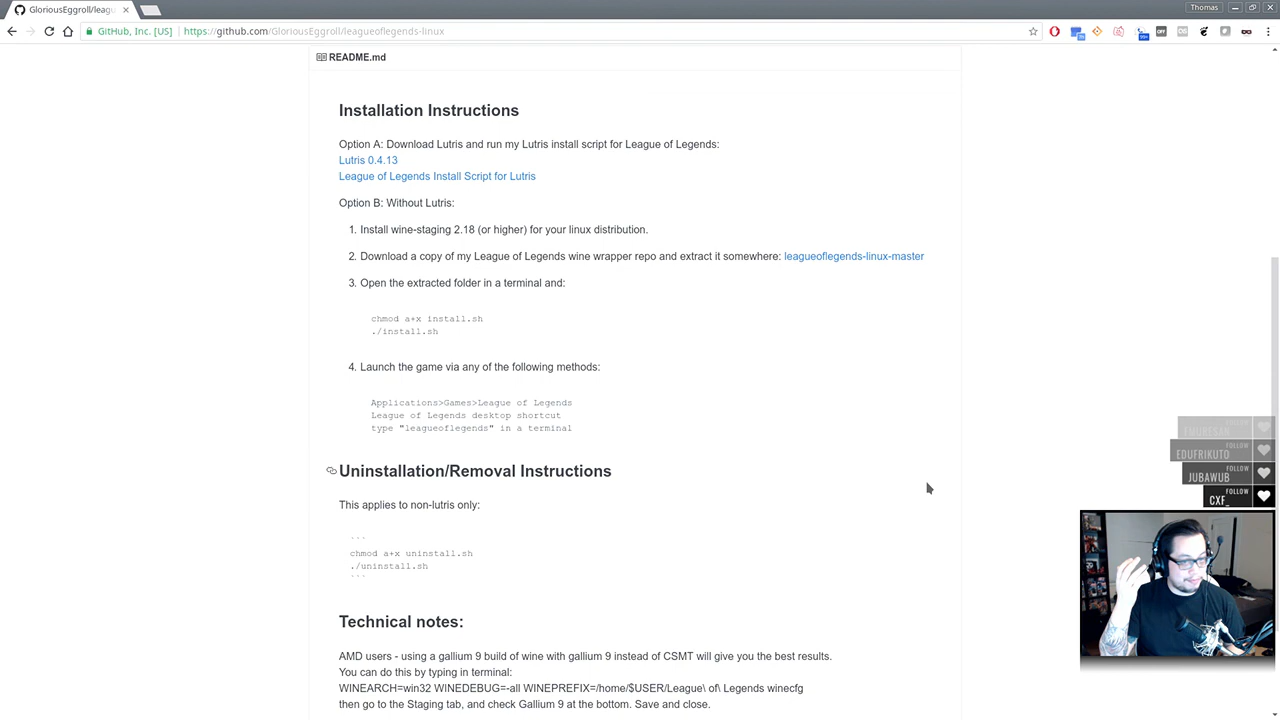 GloriousEggroll/leagu
Thomas
GitHub, Inc. [US]
https://github.com/GloriousEggroll/leagueoflegends-linux
README.md
Installation Instructions
Option A: Download Lutris and run my Lutris install script for League of Legends:
Lutris 0.4.13
League of Legends Install Script for Lutris
Option B: Without Lutris:
1. Install wine-staging 2.18 (or higher) for your linux distribution.
2. Download a copy of my League of Legends wine wrapper repo and extract it somewhere: leagueoflegends-linux-master
3. Open the extracted folder in a terminal and:
chmod a+x install.sh
./install.sh
4. Launch the game via any of the following methods:
Applications>Games>League of Legends
League of Legends desktop shortcut
type "leagueoflegends" in a terminal
Uninstallation/Removal Instructions
This applies to non-lutris only:
```
chmod a+x uninstall.sh
./uninstall.sh
```
Technical notes:
AMD users - using a gallium 9 build of wine with gallium 9 instead of CSMT will give you the best results.
You can do this by typing in terminal:
WINEARCH=win32 WINEDEBUG=-all WINEPREFIX=/home/$USER/League\ of\ Legends winecfg
then go to the Staging tab, and check Gallium 9 at the bottom. Save and close.
FOLLOW
FOLLOW
EDUFRIKUTO
FOLLOW
JUBAWUB
FOLLOW
CXF_